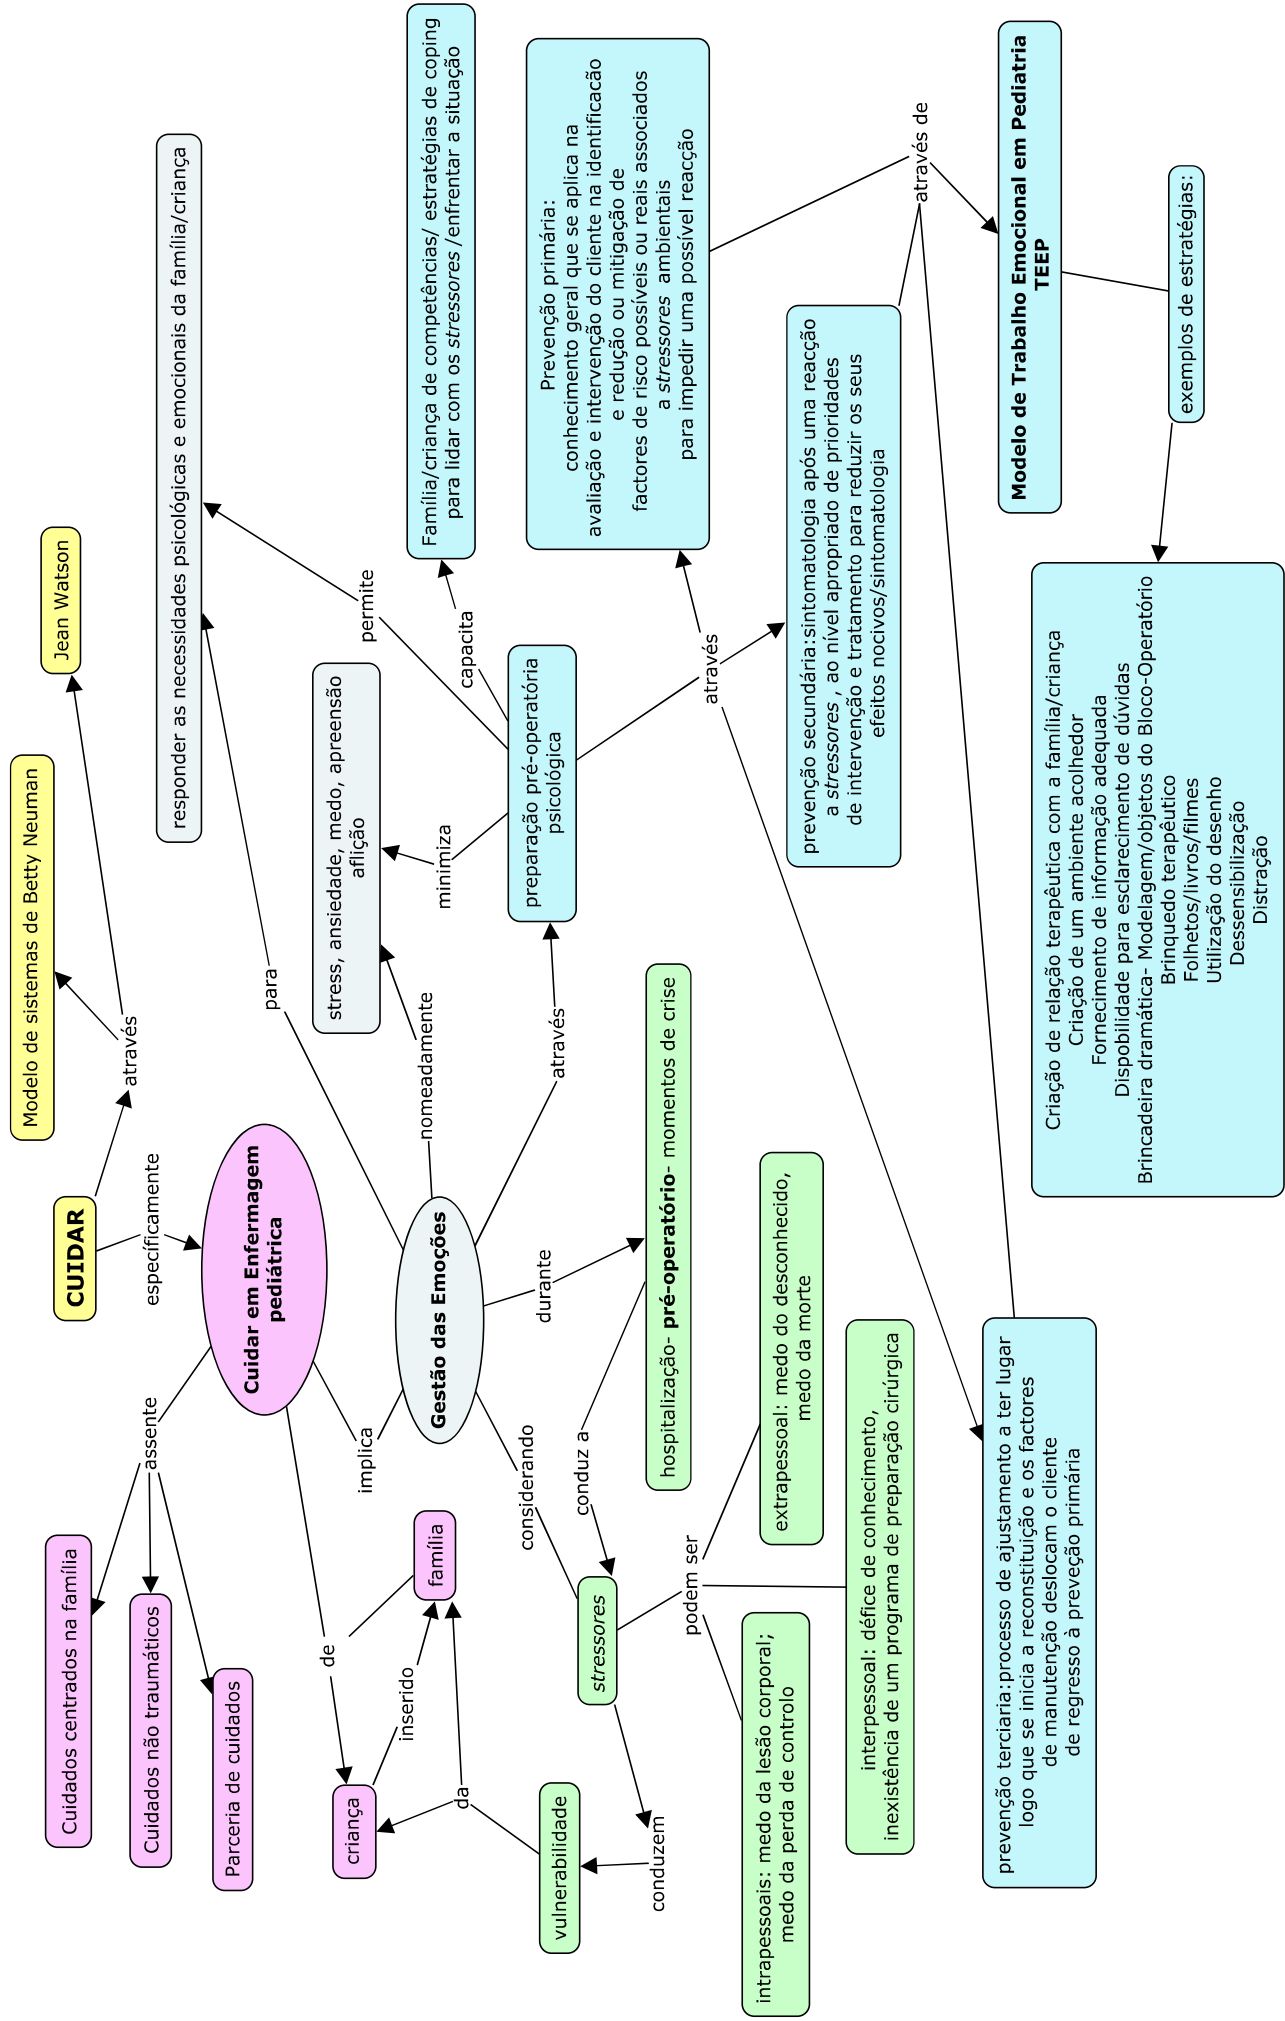 CUIDAR
através
Modelo de sistemas de Betty Neuman
Jean Watson
especificamente
Cuidar em Enfermagem
pediátrica
assente
Cuidados centrados na família
Cuidados não traumáticos
Parceria de cuidados
de
criança
inserido
família
da
implica
Gestão das Emoções
para
responder as necessidades psicológicas e emocionais da família/criança
nomeadamente
stress, ansiedade, medo, apreensão
aflição
através
preparação pré-operatória
psicológica
minimiza
permite
capacita
Família/criança de competências/ estratégias de coping
para lidar com os stressores /enfrentar a situação
durante
hospitalização- pré-operatório- momentos de crise
conduz a
considerando
stressores
conduzem
vulnerabilidade
podem ser
intrapessoais: medo da lesão corporal;
medo da perda de controlo
interpessoal: défice de conhecimento,
inexistência de um programa de preparação cirúrgica
extrapessoal: medo do desconhecido,
medo da morte
através
Prevenção primária:
conhecimento geral que se aplica na
avaliação e intervenção do cliente na identificacão
e redução ou mitigação de
factores de risco possíveis ou reais associados
a stressores ambientais
para impedir uma possível reacção
prevenção secundária:sintomatologia após uma reacção
a stressores , ao nível apropriado de prioridades
de intervenção e tratamento para reduzir os seus
efeitos nocivos/sintomatologia
prevenção terciaria:processo de ajustamento a ter lugar
logo que se inicia a reconstituição e os factores
de manutenção deslocam o cliente
de regresso à preveção primária
através de
Modelo de Trabalho Emocional em Pediatria
TEEP
exemplos de estratégias:
Criação de relação terapêutica com a família/criança
Criação de um ambiente acolhedor
Fornecimento de informação adequada
Dispobilidade para esclarecimento de dúvidas
Brincadeira dramática- Modelagem/objetos do Bloco-Operatório
Brinquedo terapêutico
Folhetos/livros/filmes
Utilização do desenho
Dessensibilização
Distração